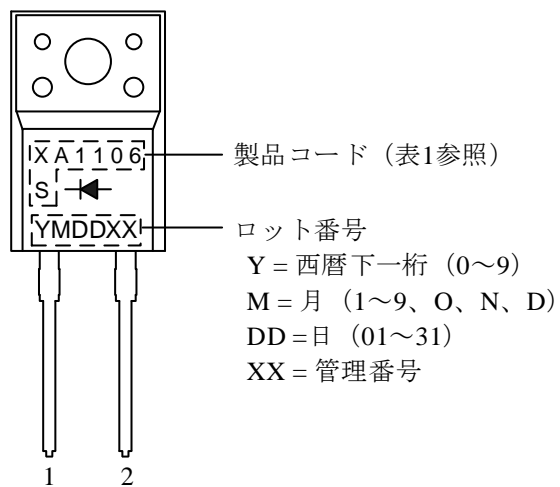 XA1106
S
製品コード（表1参照）
YMDDXX
ロット番号
Y = 西暦下一桁（0～9）
M = 月（1～9、O、N、D）
DD =日（01～31）
XX = 管理番号
1 2